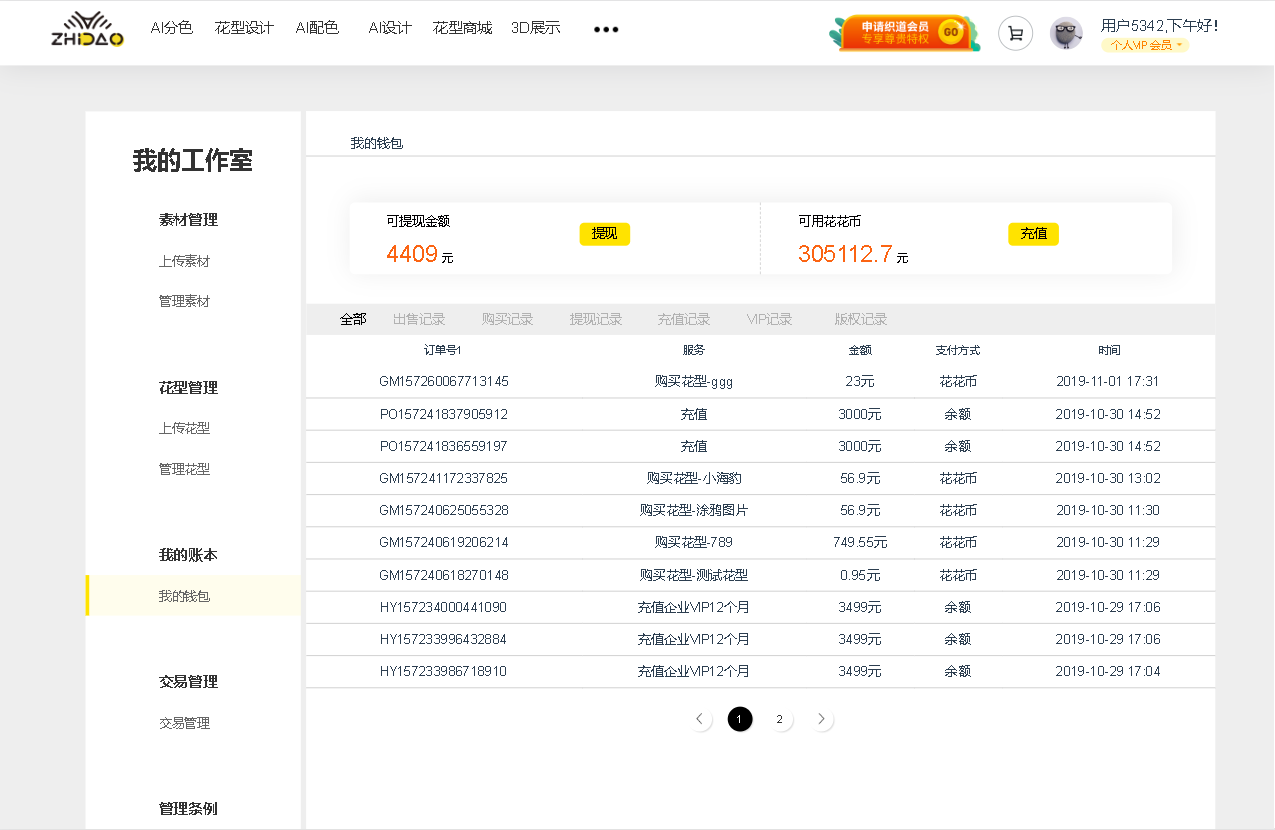 ZHIDAO AI分色 花型设计 AI配色 AI设计 花型商城 3D展示 •••
申请织道会员
专享尊贵特权
GO
用户5342,下午好!
个人VIP会员
我的工作室
素材管理
上传素材
管理素材
花型管理
上传花型
管理花型
我的账本
我的钱包
交易管理
交易管理
管理条例
我的钱包
可提现金额
4409 元
提现
可用花花币
305112.7 元
充值
全部 出售记录 购买记录 提现记录 充值记录 VIP记录 版权记录
订单号1 服务 金额 支付方式 时间
GM157260067713145 购买花型-ggg 23元 花花币 2019-11-01 17:31
PO157241837905912 充值 3000元 余额 2019-10-30 14:52
PO157241836559197 充值 3000元 余额 2019-10-30 14:52
GM157241172337825 购买花型-小海豹 56.9元 花花币 2019-10-30 13:02
GM157240625055328 购买花型-涂鸦图片 56.9元 花花币 2019-10-30 11:30
GM157240619206214 购买花型-789 749.55元 花花币 2019-10-30 11:29
GM157240618270148 购买花型-测试花型 0.95元 花花币 2019-10-30 11:29
HY157234000441090 充值企业VIP12个月 3499元 余额 2019-10-29 17:06
HY157233996432884 充值企业VIP12个月 3499元 余额 2019-10-29 17:06
HY157233986718910 充值企业VIP12个月 3499元 余额 2019-10-29 17:04
1 2